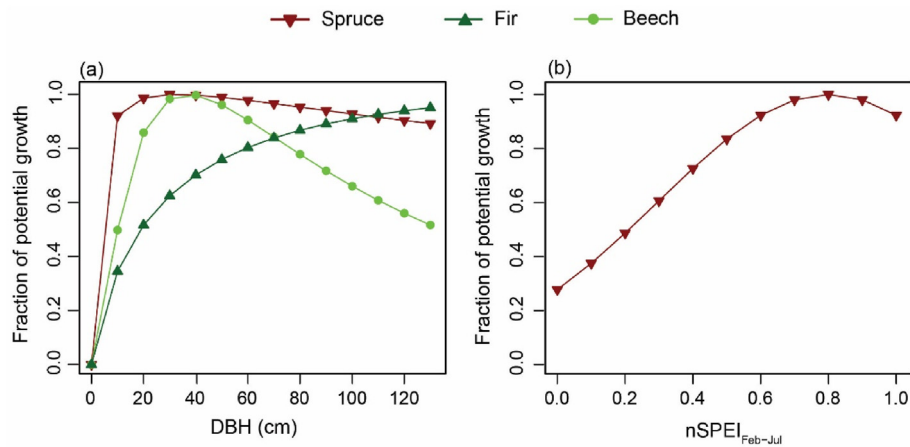 Spruce Fir Beech
(a) (b)
Fraction of potential growth
0.0 0.2 0.4 0.6 0.8 1.0
0 20 40 60 80 100 120
DBH (cm)
Fraction of potential growth
0.0 0.2 0.4 0.6 0.8 1.0
0.0 0.2 0.4 0.6 0.8 1.0
nSPEI Feb−Jul